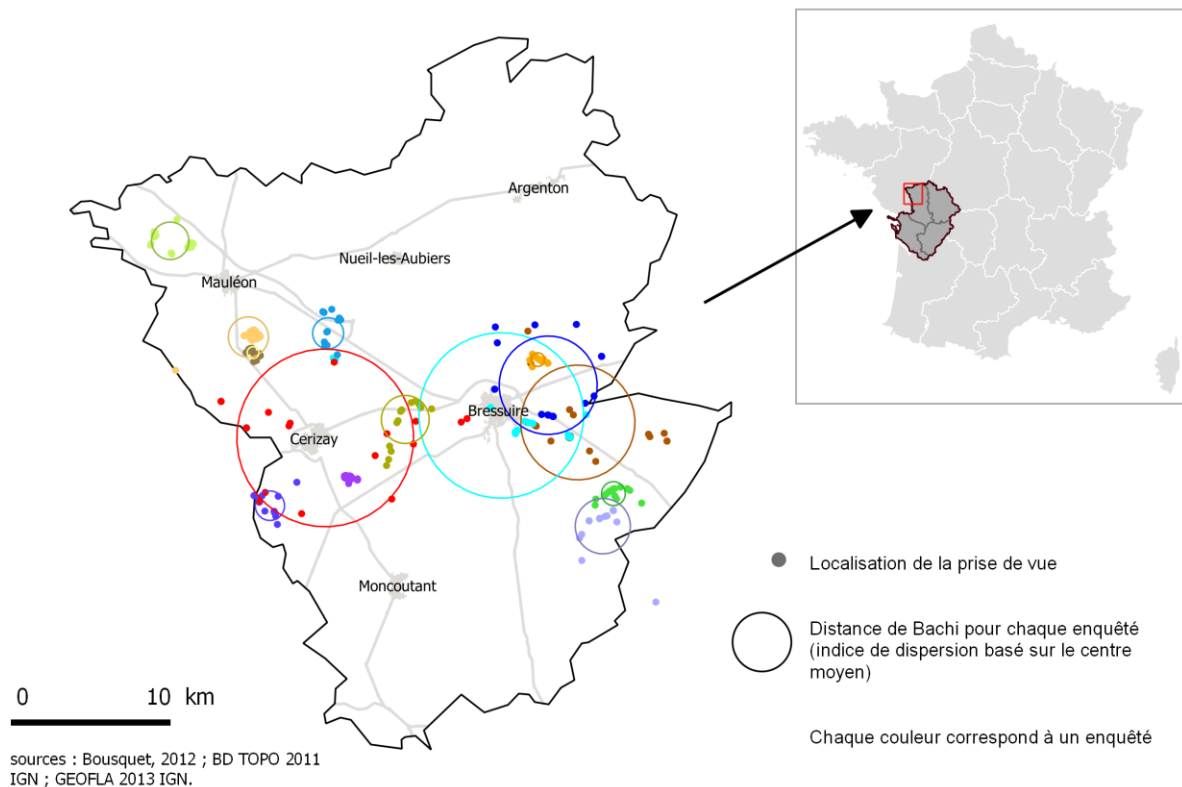 Argenton
Nueil-les-Aubiers
Mauléon
Bressuire
Cerizay
Moncoutant
Localisation de la prise de vue
Distance de Bachi pour chaque enquêté
(indice de dispersion basé sur le centre
moyen)
Chaque couleur correspond à un enquêté
0 10 km
sources : Bousquet, 2012 ; BD TOPO 2011
IGN ; GEOFLA 2013 IGN.